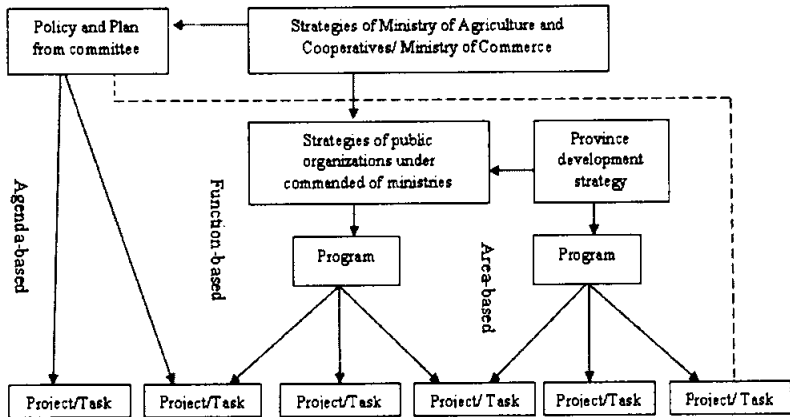 Policy and Plan
from committee
Strategies of Ministry of Agriculture and
Cooperatives/ Ministry of Commerce
Strategies of public
organizations under
commanded of ministries
Province
development
strategy
Agenda-based
Function-based
Program
Area-based
Program
Project/Task
Project/Task
Project/Task
Project/ Task
Project/Task
Project/ Task